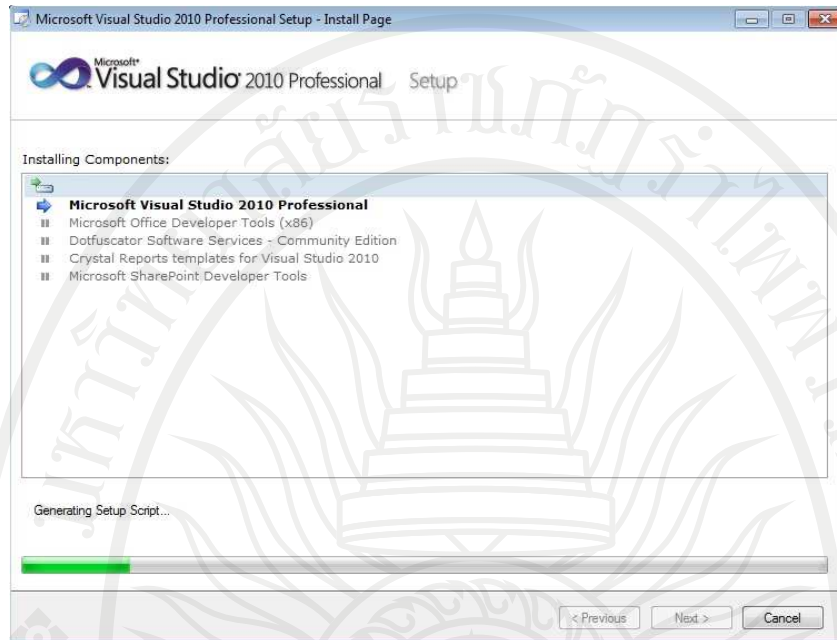 Microsoft Visual Studio 2010 Professional Setup - Install Page
Microsoft
Visual Studio 2010 Professional Setup
Installing Components:
Microsoft Visual Studio 2010 Professional
Microsoft Office Developer Tools (x86)
Dotfuscator Software Services - Community Edition
Crystal Reports templates for Visual Studio 2010
Microsoft SharePoint Developer Tools
Generating Setup Script...
< Previous Next > Cancel